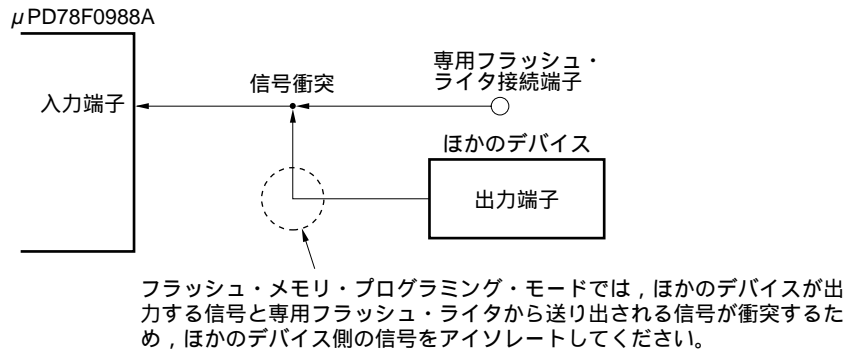 μPD78F0988A
専用フラッシュ・
ライタ接続端子
信号衝突
入力端子
ほかのデバイス
出力端子
フラッシュ・メモリ・プログラミング・モードでは，ほかのデバイスが出
力する信号と専用フラッシュ・ライタから送り出される信号が衝突するた
め，ほかのデバイス側の信号をアイソレートしてください。